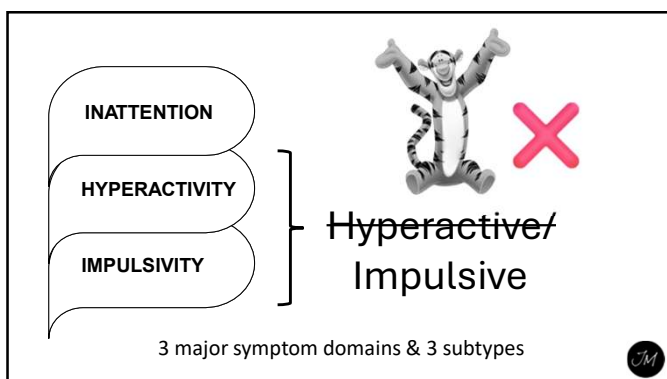 INATTENTION
HYPERACTIVITY
IMPULSIVITY
Hyperactive/
Impulsive
3 major symptom domains & 3 subtypes
JM